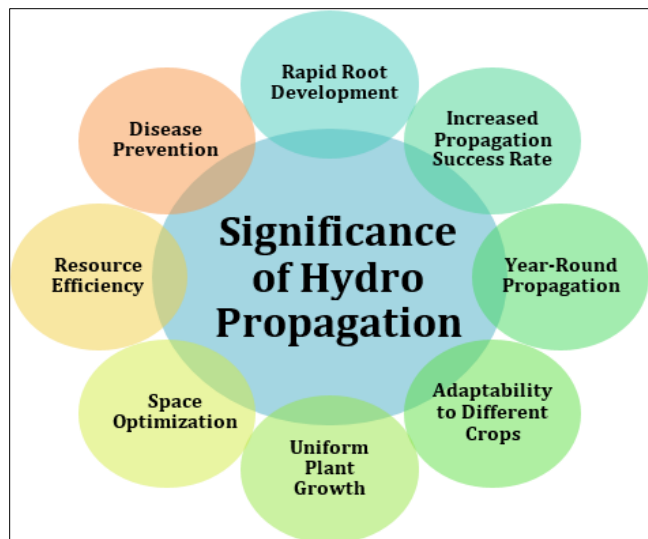 Significance
of Hydro
Propagation
Rapid Root
Development
Increased
Propagation
Success Rate
Year-Round
Propagation
Adaptability
to Different
Crops
Uniform
Plant
Growth
Space
Optimization
Resource
Efficiency
Disease
Prevention